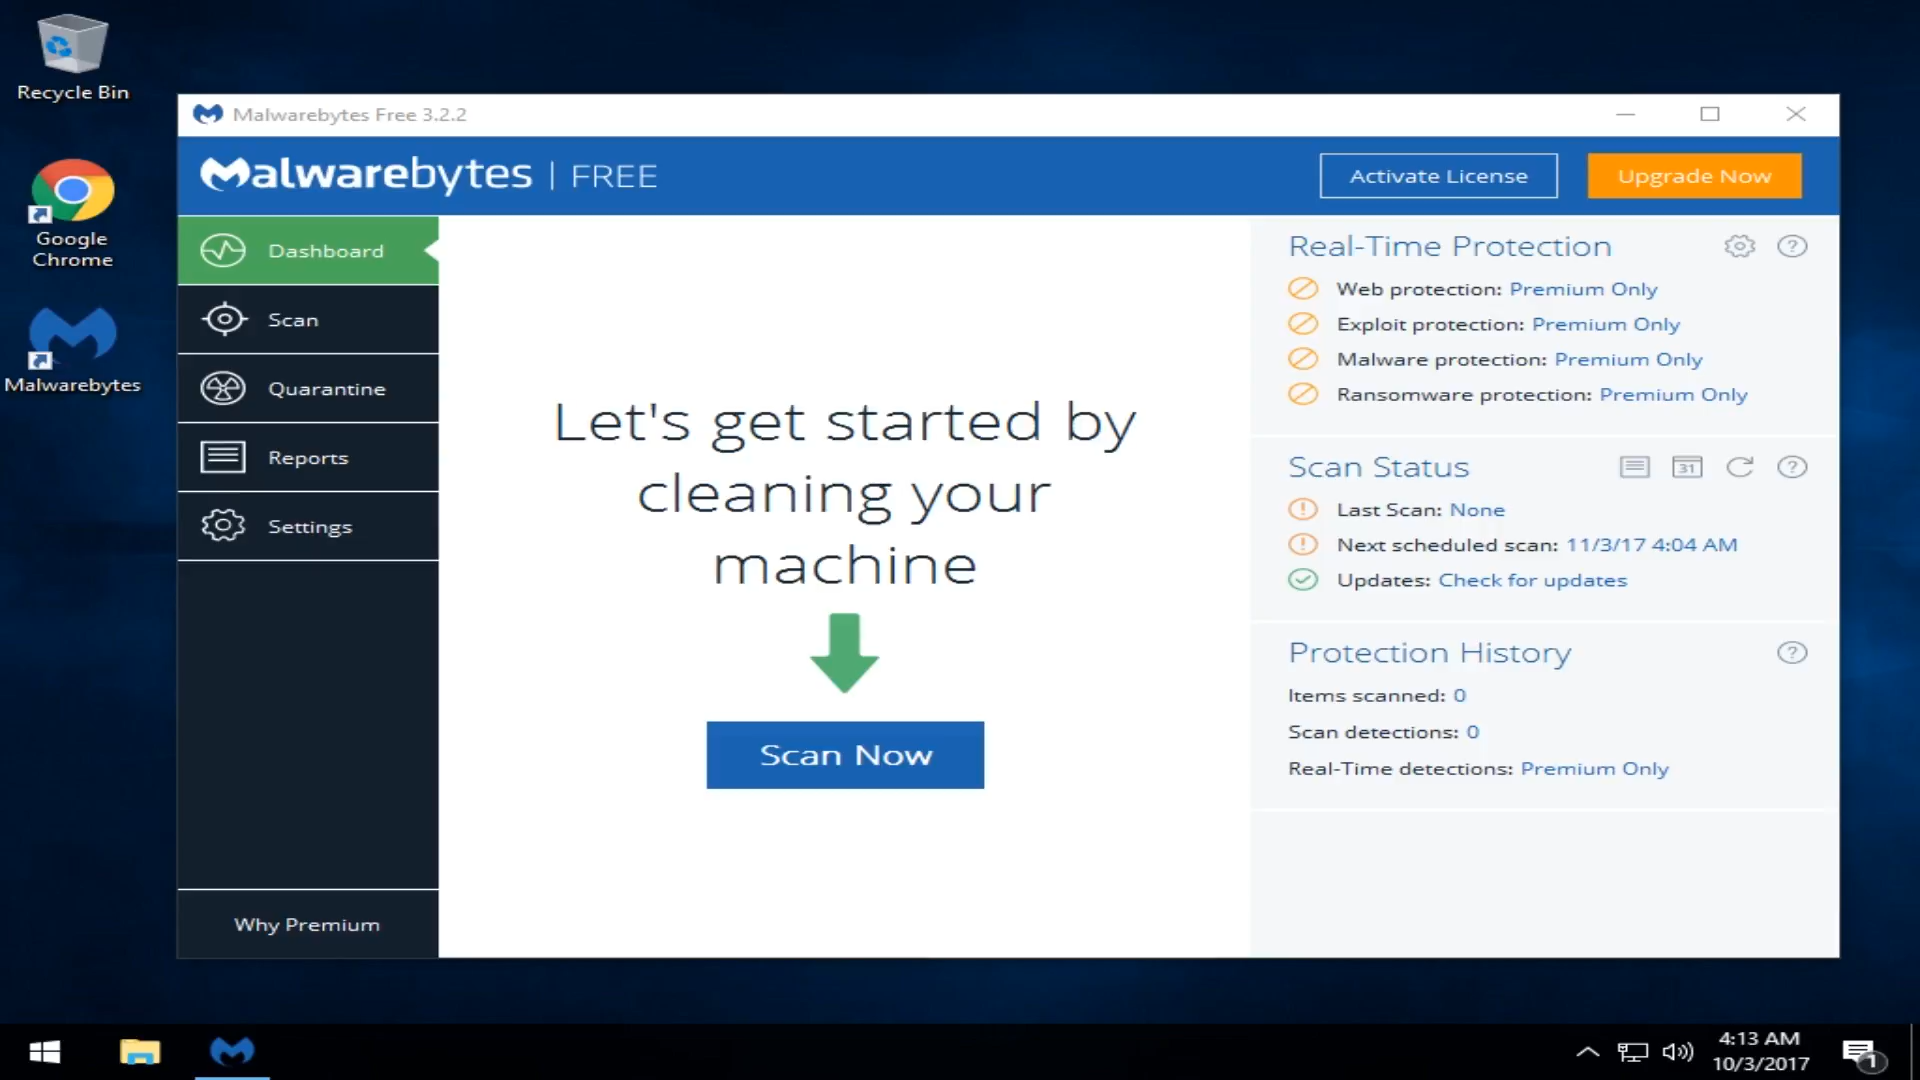 Recycle Bin
Google
Chrome
Malwarebytes
Malwarebytes Free 3.2.2
Malwarebytes | FREE
Activate License
Upgrade Now
Dashboard
Scan
Quarantine
Reports
Settings
Why Premium
Let's get started by
cleaning your
machine
Scan Now
Real-Time Protection
Web protection: Premium Only
Exploit protection: Premium Only
Malware protection: Premium Only
Ransomware protection: Premium Only
Scan Status
31
Last Scan: None
Next scheduled scan: 11/3/17 4:04 AM
Updates: Check for updates
Protection History
Items scanned: 0
Scan detections: 0
Real-Time detections: Premium Only
4:13 AM
10/3/2017
1